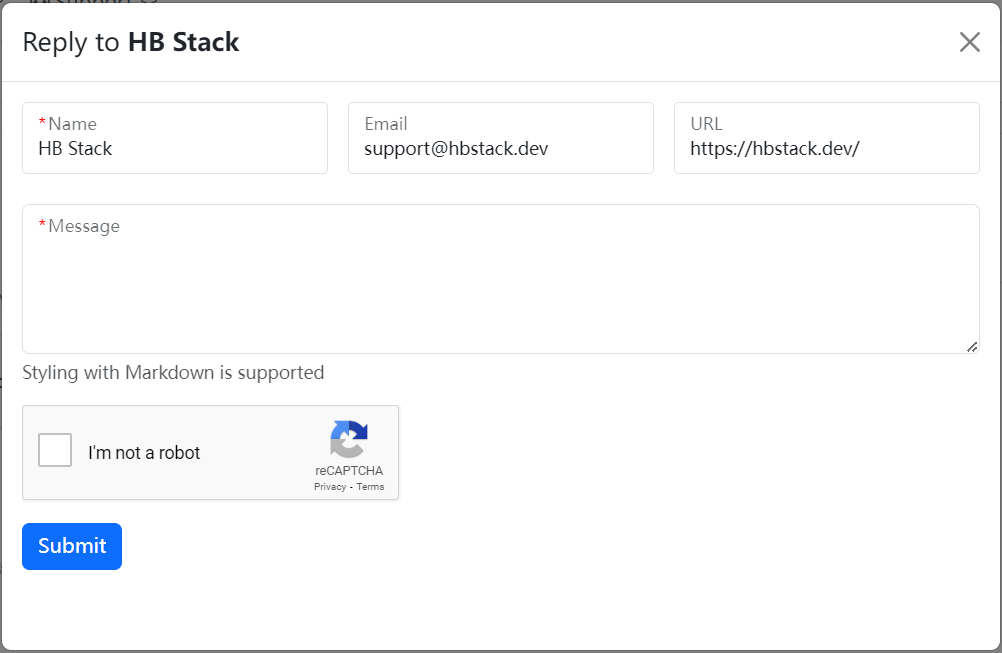 Reply to HB Stack
*Name
HB Stack
Email
support@hbstack.dev
URL
https://hbstack.dev/
*Message
Styling with Markdown is supported
I'm not a robot
reCAPTCHA
Privacy - Terms
Submit